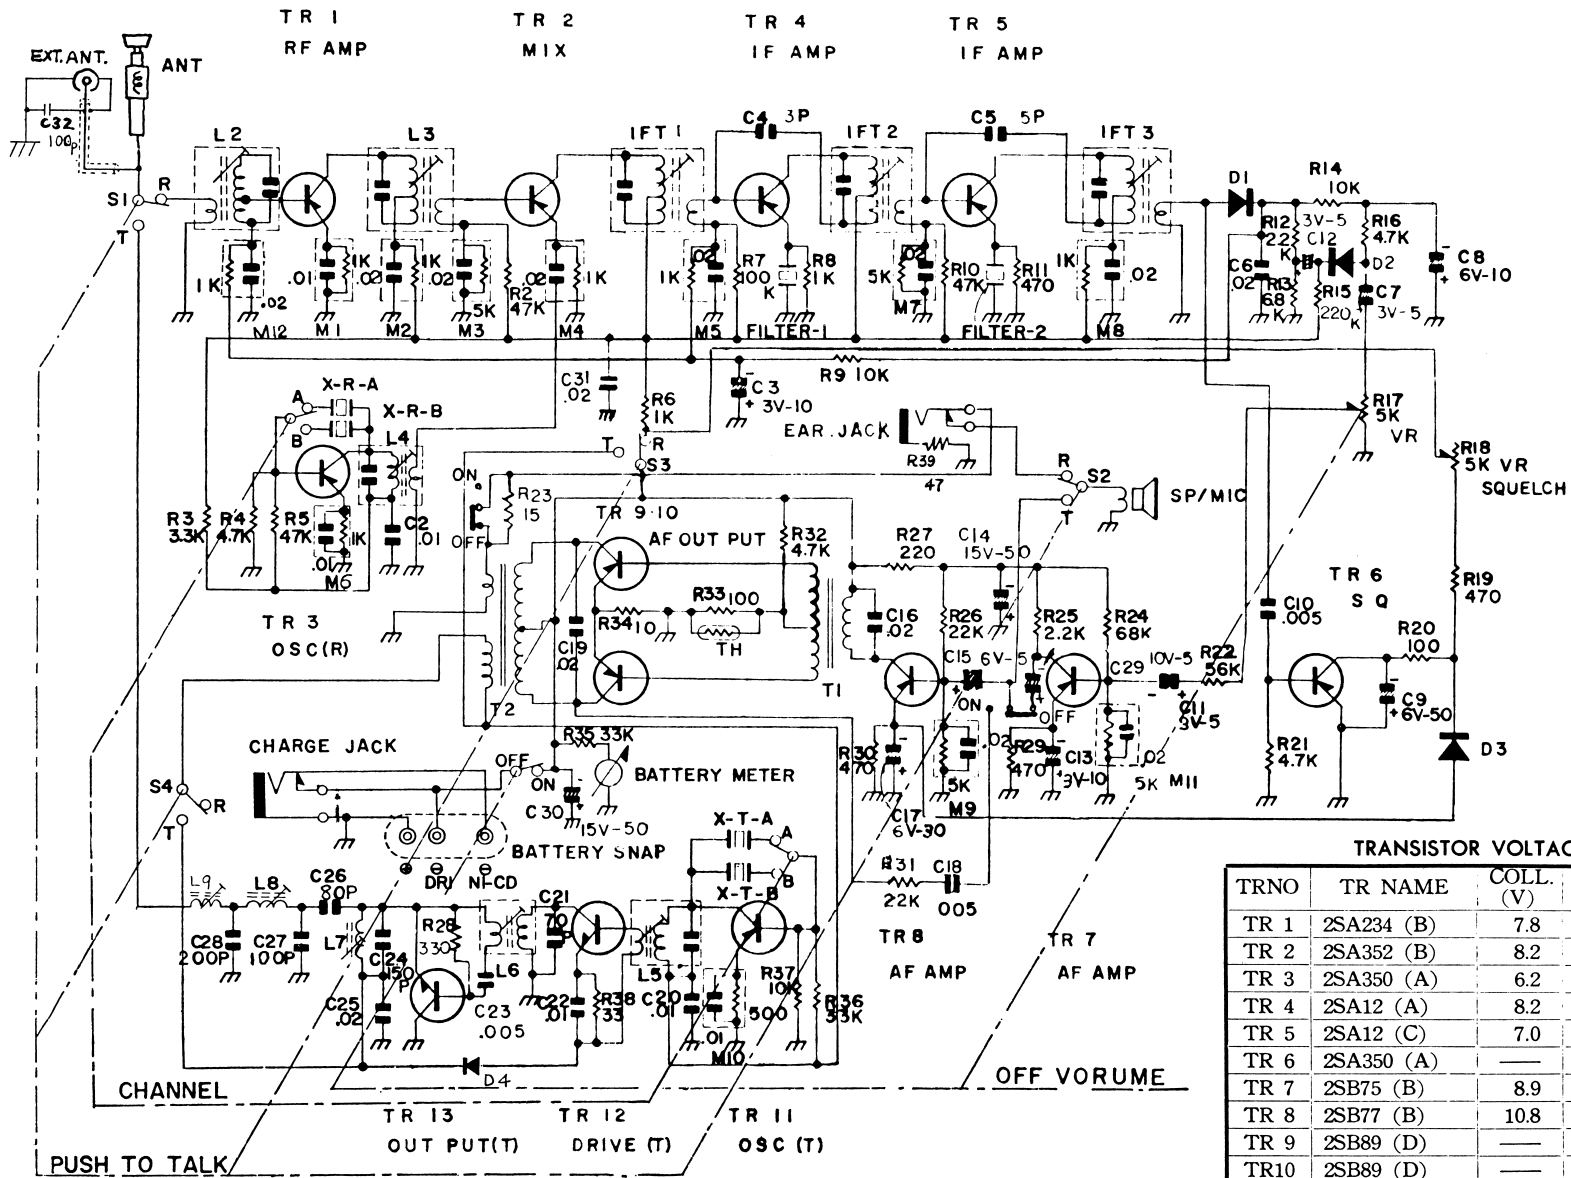 TR 1
RF AMP
TR 2
MIX
TR 4
IF AMP
TR 5
IF AMP
EXT.ANT.
ANT
C32
100p
L2
L3
IFT 1
C4 3P
IFT 2
C5 5P
IFT 3
S1
R
T
D1
R14
10K
R12
2.2
K
3V-5
C12
R16
4.7K
D2
C8
6V-10
C6
.02
R13
68
K
R15
220
K
C7
3V-5
1K
.02
M12
.01
1K
M1
1K
M2
.02
5K
M3
R2
47K
.02
1K
M4
1K
.02
M5
R7
100
K
R8
1K
FILTER-1
5K
.02
M7
R10
47K
R11
470
FILTER-2
1K
.02
M8
R9 10K
C31
.02
R6
1K
C3
3V-10
X-R-A
A
B
X-R-B
L4
R3
3.3K
R4
4.7K
R5
47K
.01
1K
M6
C2
.01
TR 3
OSC(R)
EAR.JACK
R39
47
T
R
S3
ON
OFF
R23
15
R
S2
T
SP/MIC
R17
5K
VR
R18
5K VR
SQUELCH
TR 9·10
AF OUT PUT
R32
4.7K
R27
220
C14
15V-50
R33 100
TH
R34
10
C19
.02
T2
T1
C16
.02
R26
22K
R25
2.2K
R24
68K
C15
6V-5
ON
OFF
C29
10V-5
R22
56K
C11
3V-5
C10
.005
TR 6
S Q
R19
470
R20
100
C9
6V-50
R21
4.7K
D3
R35 33K
BATTERY METER
CHARGE JACK
OFF
ON
C30
15V-50
BATTERY SNAP
⊕
⊖
DRI
⊖
NI-CD
R30
470
C17
6V-30
5K
.02
M9
R29
470
C13
3V-10
.02
5K
M11
R31
22K
C18
005
TR 8
AF AMP
TR 7
AF AMP
S4
R
T
X-T-A
A
B
X-T-B
L9
L8
C26
80P
C28
200P
C27
100P
L7
C24
150
P
C25
.02
R28
330
L6
C23
.005
C21
70
P
C22
.01
R38
33
L5
C20
.01
.01
500
M10
R37
10K
R36
33K
D4
CHANNEL
OFF VORUME
TR 13
OUT PUT(T)
TR 12
DRIVE (T)
TR 11
OSC (T)
PUSH TO TALK
TRANSISTOR VOLTAG
TRNO TR NAME COLL. (V)
TR 1 2SA234 (B) 7.8
TR 2 2SA352 (B) 8.2
TR 3 2SA350 (A) 6.2
TR 4 2SA12 (A) 8.2
TR 5 2SA12 (C) 7.0
TR 6 2SA350 (A) —
TR 7 2SB75 (B) 8.9
TR 8 2SB77 (B) 10.8
TR 9 2SB89 (D) —
TR10 2SB89 (D) —